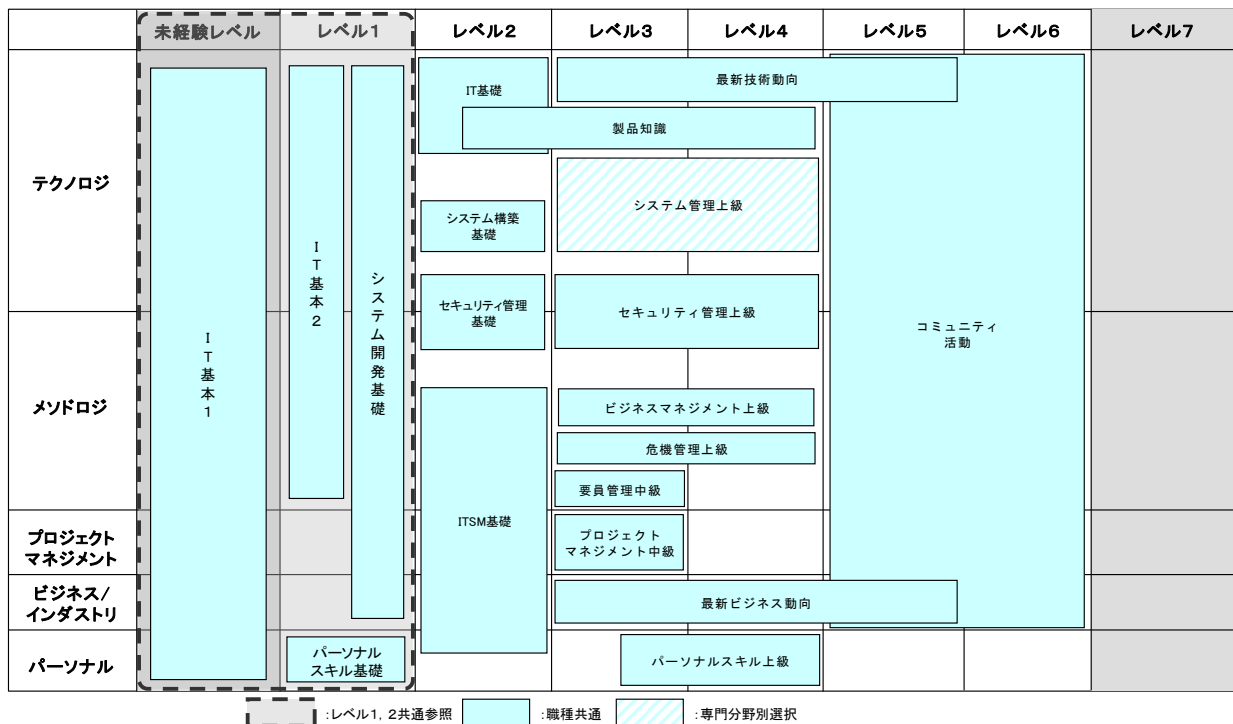 未経験レベル
レベル1
レベル2
レベル3
レベル4
レベル5
レベル6
レベル7
テクノロジ
メソドロジ
プロジェクト
マネジメント
ビジネス/
インダストリ
パーソナル
IT基本1
IT基本2
システム開発基礎
パーソナル
スキル基礎
IT基礎
製品知識
システム構築
基礎
セキュリティ管理
基礎
ITSM基礎
最新技術動向
システム管理上級
セキュリティ管理上級
ビジネスマネジメント上級
危機管理上級
要員管理中級
プロジェクト
マネジメント中級
最新ビジネス動向
パーソナルスキル上級
コミュニティ
活動
:レベル1, 2共通参照
:職種共通
:専門分野別選択